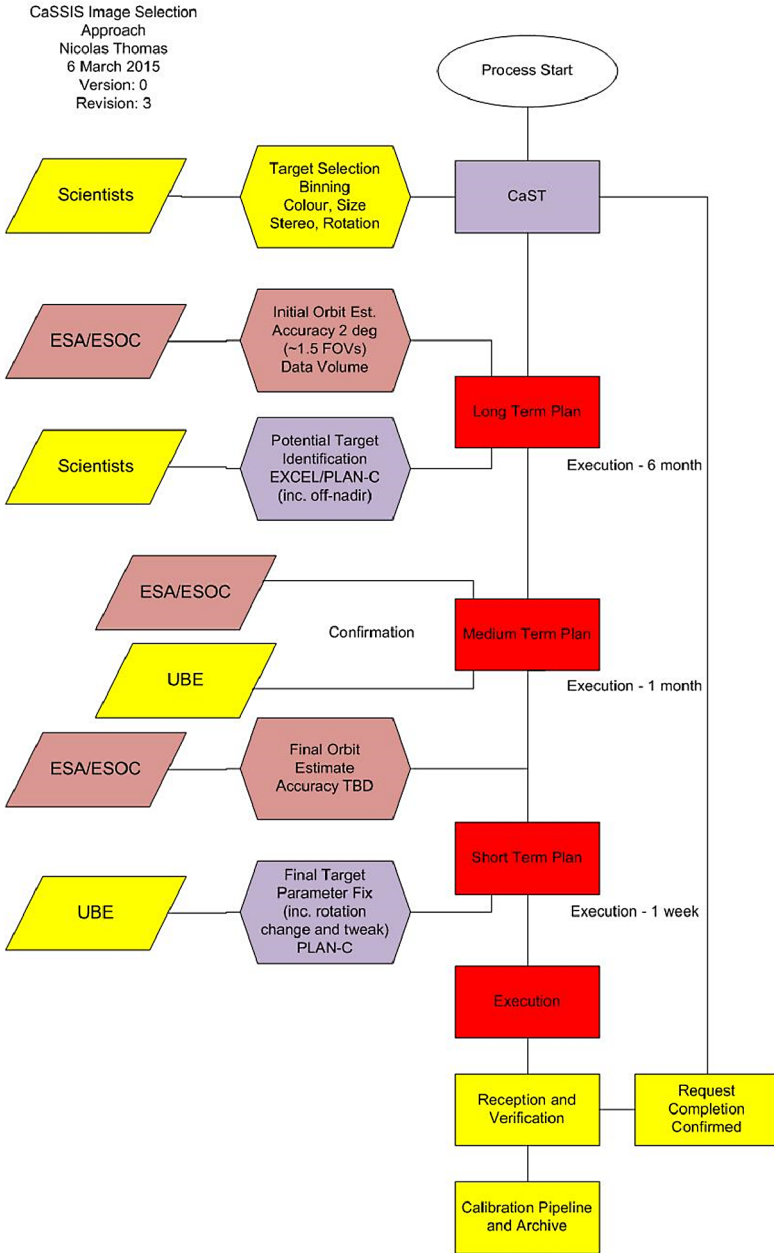 CaSSIS Image Selection
Approach
Nicolas Thomas
6 March 2015
Version: 0
Revision: 3
Process Start
Scientists
Target Selection
Binning
Colour, Size
Stereo, Rotation
CaST
ESA/ESOC
Initial Orbit Est.
Accuracy 2 deg
(~1.5 FOVs)
Data Volume
Long Term Plan
Scientists
Potential Target
Identification
EXCEL/PLAN-C
(inc. off-nadir)
Execution - 6 month
ESA/ESOC
Confirmation
Medium Term Plan
UBE
Execution - 1 month
ESA/ESOC
Final Orbit
Estimate
Accuracy TBD
Short Term Plan
UBE
Final Target
Parameter Fix
(inc. rotation
change and tweak)
PLAN-C
Execution - 1 week
Execution
Reception and
Verification
Request
Completion
Confirmed
Calibration Pipeline
and Archive